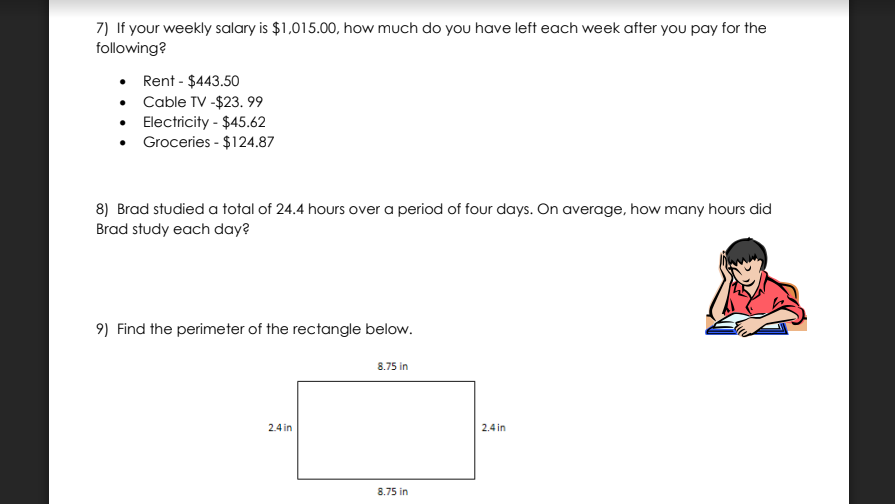 7) If your weekly salary is $1,015.00, how much do you have left each week after you pay for the
following?
• Rent - $443.50
• Cable TV -$23. 99
• Electricity - $45.62
• Groceries - $124.87
8) Brad studied a total of 24.4 hours over a period of four days. On average, how many hours did
Brad study each day?
9) Find the perimeter of the rectangle below.
8.75 in
2.4 in
2.4 in
8.75 in